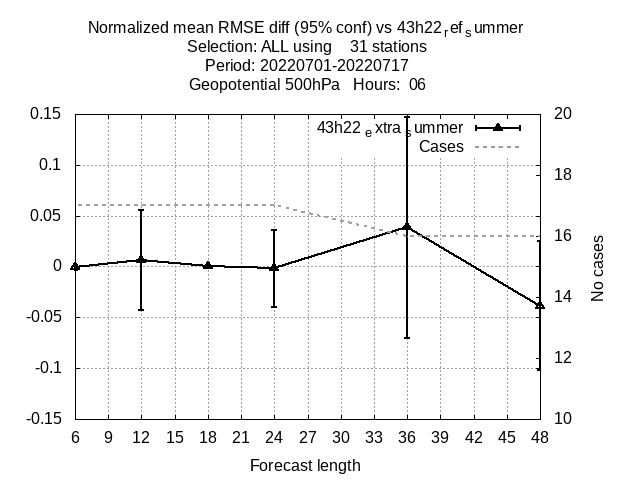 Normalized mean RMSE diff (95% conf) vs 43h22refsummer
Selection: ALL using 31 stations
Period: 20220701-20220717
Geopotential 500hPa Hours: 06
0.15 20
43h22extrasummer
Cases
0.1 18
0.05 16
0
-0.05 14
-0.1 12
-0.15 10
No cases
6 9 12 15 18 21 24 27 30 33 36 39 42 45 48
Forecast length